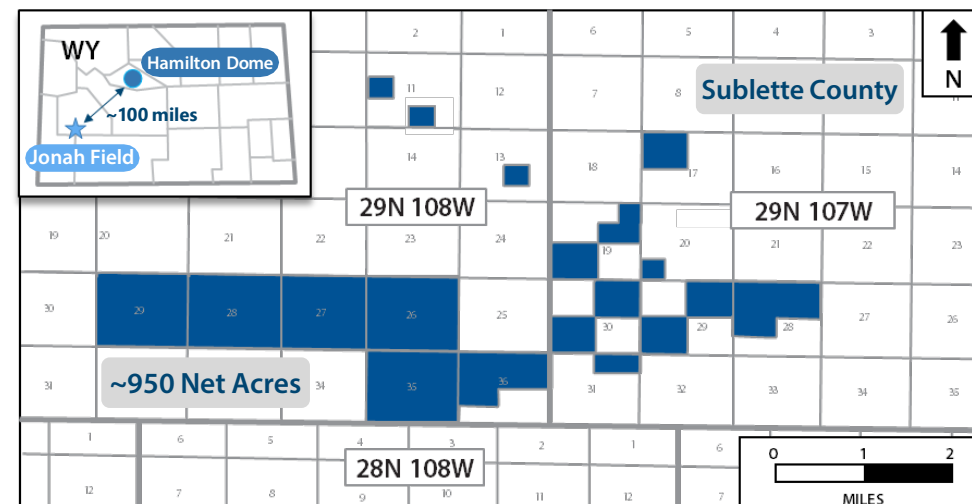 WY
Hamilton Dome
~100 miles
Jonah Field
2 1 6 5 4 3
N
Sublette County
11 12 7 8
14 13 18 17 16 15 14
29N 108W
29N 107W
19 20 21 22 23 24 19 20 21 22 23
29 28 27 26
30 25 30 29 28 27 26
~950 Net Acres
31 34 35 36 31 32 33 34 35
1 6 5 4 3 2 1 6
28N 108W
12 7 8 9 10 11 12 7
0 1 2
MILES